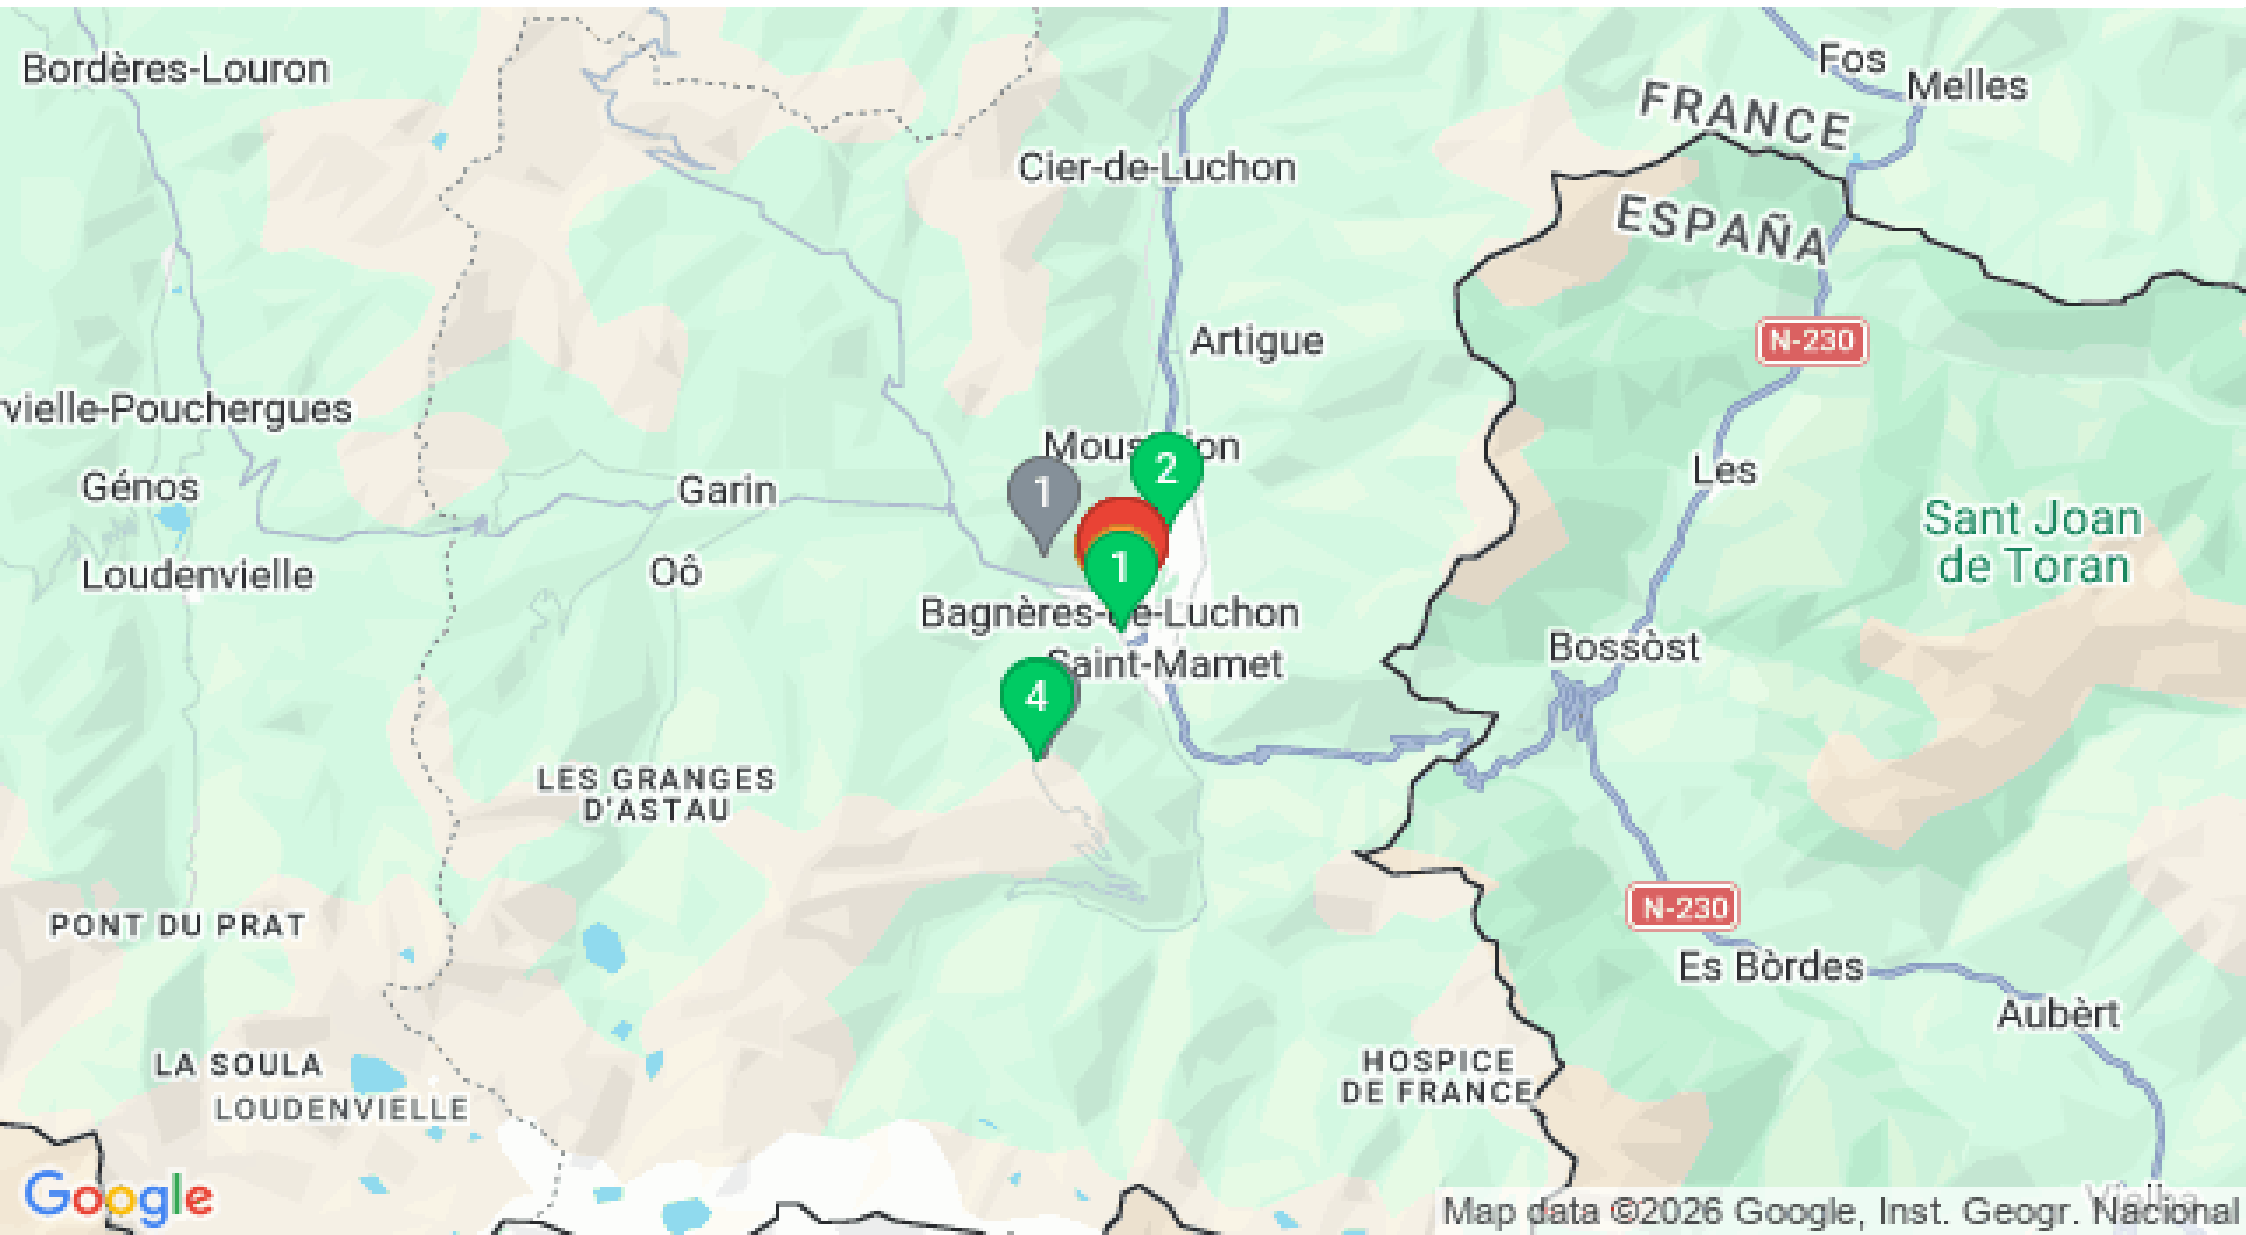 Bordères-Louron
Fos
Melles
FRANCE
Cier-de-Luchon
ESPAÑA
N-230
Artigue
rvielle-Pouchergues
Les
Génos
Garin
1
2
Sant Joan
de Toran
Loudenvielle
Oô
1
Bagnères-de-Luchon
Bossòst
Saint-Mamet
4
LES GRANGES
D'ASTAU
N-230
PONT DU PRAT
Es Bòrdes
Aubèrt
LA SOULA
HOSPICE
DE FRANCE
LOUDENVIELLE
Google
Map data ©2026 Google, Inst. Geogr. Nacional